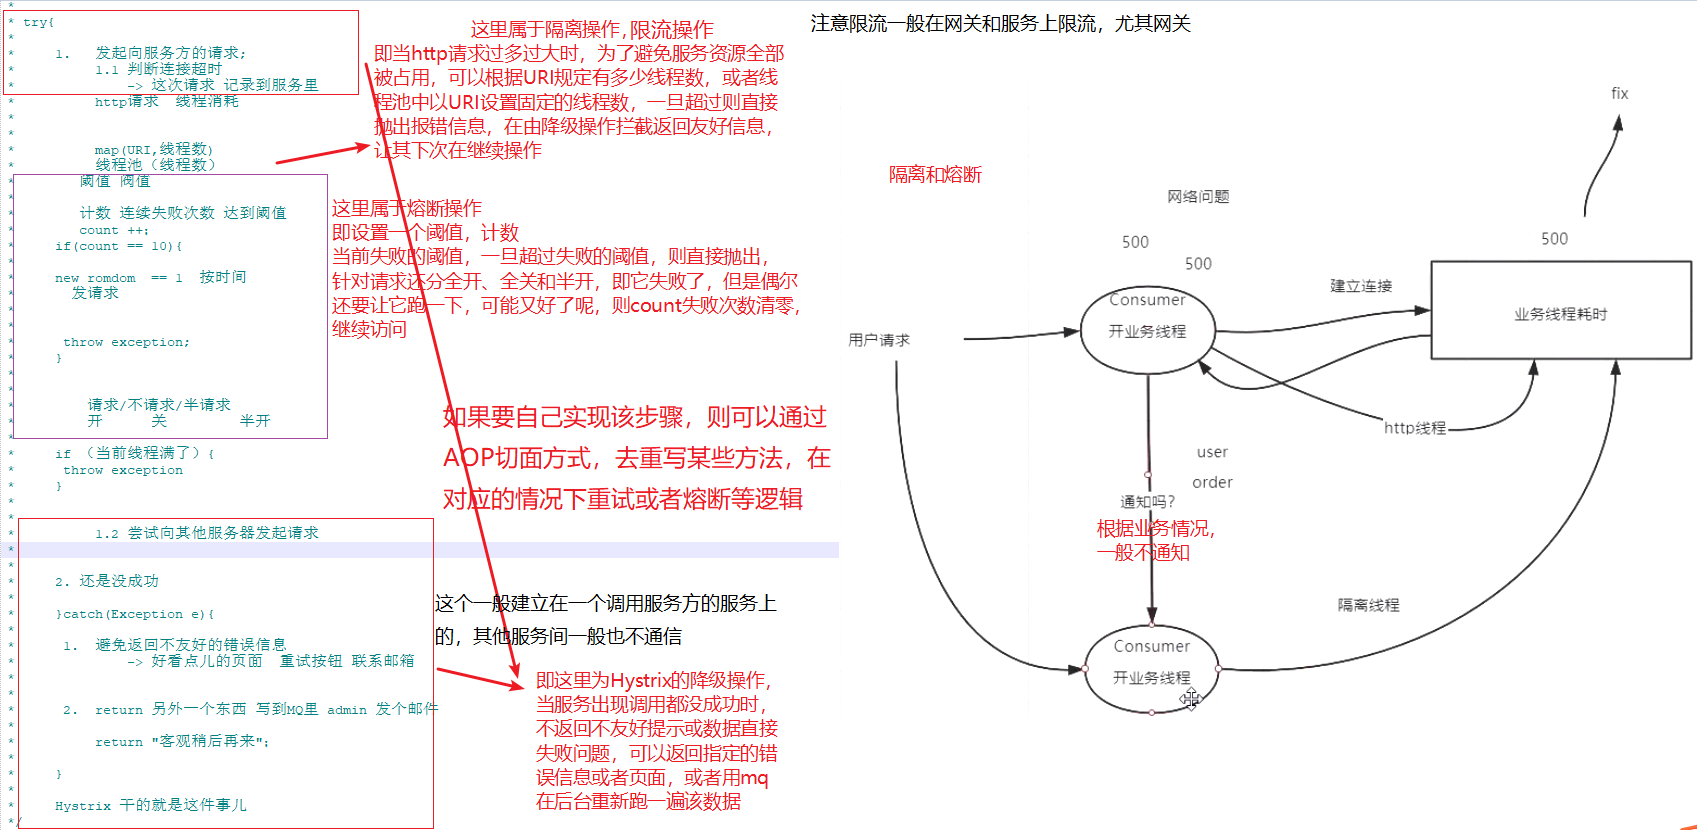 *
* try{
*
*     1.   发起向服务方的请求;
*          1.1 判断连接超时
*              -> 这次请求 记录到服务里
*          http请求  线程消耗
*
*
*          map(URI,线程数)
*          线程池（线程数）
*        阈值 阀值
*
*        计数 连续失败次数 达到阈值
*        count ++;
*     if(count == 10){
*
*     new romdom  == 1  按时间
*       发请求
*
*
*      throw exception;
*     }
*
*
*         请求/不请求/半请求
*         开      关         半开
*
*     if （当前线程满了）{
*      throw exception
*     }
*
*
*          1.2 尝试向其他服务器发起请求
*
*
*     2. 还是没成功
*
*     }catch(Exception e){
*
*      1.  避免返回不友好的错误信息
*              -> 好看点儿的页面  重试按钮 联系邮箱
*
*
*      2.  return 另外一个东西 写到MQ里 admin 发个邮件
*
*          return "客观稍后再来";
*
*     }
*
*     Hystrix 干的就是这件事儿
*/
这里属于隔离操作，限流操作
即当http请求过多过大时，为了避免服务资源全部
被占用，可以根据URI规定有多少线程数，或者线
程池中以URI设置固定的线程数，一旦超过则直接
抛出报错信息，在由降级操作拦截返回友好信息，
让其下次在继续操作
这里属于熔断操作
即设置一个阈值，计数
当前失败的阈值，一旦超过失败的阈值，则直接抛出，
针对请求还分全开、全关和半开，即它失败了，但是偶尔
还要让它跑一下，可能又好了呢，则count失败次数清零，
继续访问
如果要自己实现该步骤，则可以通过
AOP切面方式，去重写某些方法，在
对应的情况下重试或者熔断等逻辑
这个一般建立在一个调用服务方的服务上
的，其他服务间一般也不通信
即这里为Hystrix的降级操作，
当服务出现调用都没成功时，
不返回不友好提示或数据直接
失败问题，可以返回指定的错
误信息或者页面，或者用mq
在后台重新跑一遍该数据
注意限流一般在网关和服务上限流，尤其网关
fix
隔离和熔断
网络问题
500
500
500
建立连接
Consumer
开业务线程
业务线程耗时
用户请求
http线程
user
order
通知吗?
根据业务情况，
一般不通知
隔离线程
Consumer
开业务线程